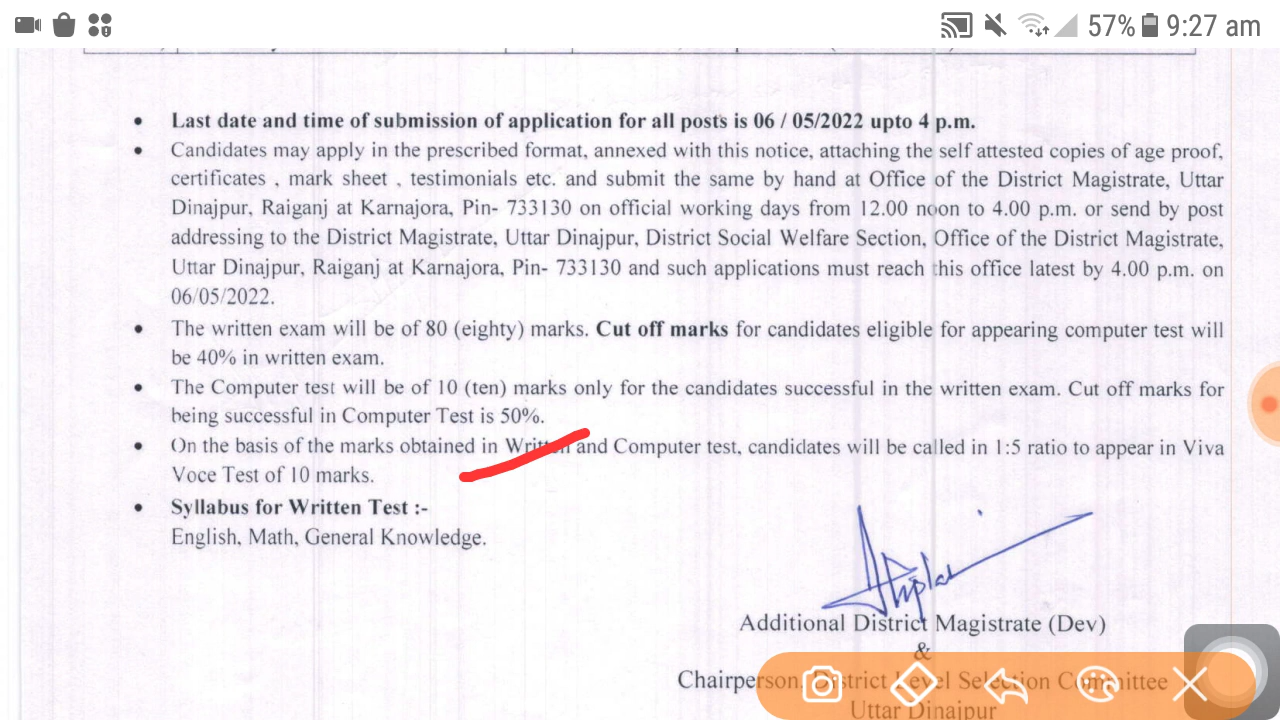 57% 9:27 am
• Last date and time of submission of application for all posts is 06 / 05/2022 upto 4 p.m.
• Candidates may apply in the prescribed format, annexed with this notice, attaching the self attested copies of age proof,
certificates , mark sheet , testimonials etc. and submit the same by hand at Office of the District Magistrate, Uttar
Dinajpur, Raiganj at Karnajora, Pin- 733130 on official working days from 12.00 noon to 4.00 p.m. or send by post
addressing to the District Magistrate, Uttar Dinajpur, District Social Welfare Section, Office of the District Magistrate,
Uttar Dinajpur, Raiganj at Karnajora, Pin- 733130 and such applications must reach this office latest by 4.00 p.m. on
06/05/2022.
• The written exam will be of 80 (eighty) marks. Cut off marks for candidates eligible for appearing computer test will
be 40% in written exam.
• The Computer test will be of 10 (ten) marks only for the candidates successful in the written exam. Cut off marks for
being successful in Computer Test is 50%.
• On the basis of the marks obtained in Written and Computer test, candidates will be called in 1:5 ratio to appear in Viva
Voce Test of 10 marks.
• Syllabus for Written Test :-
English, Math, General Knowledge.
Additional District Magistrate (Dev)
&
Chairperson, District Level Selection Committee
Uttar Dinajpur